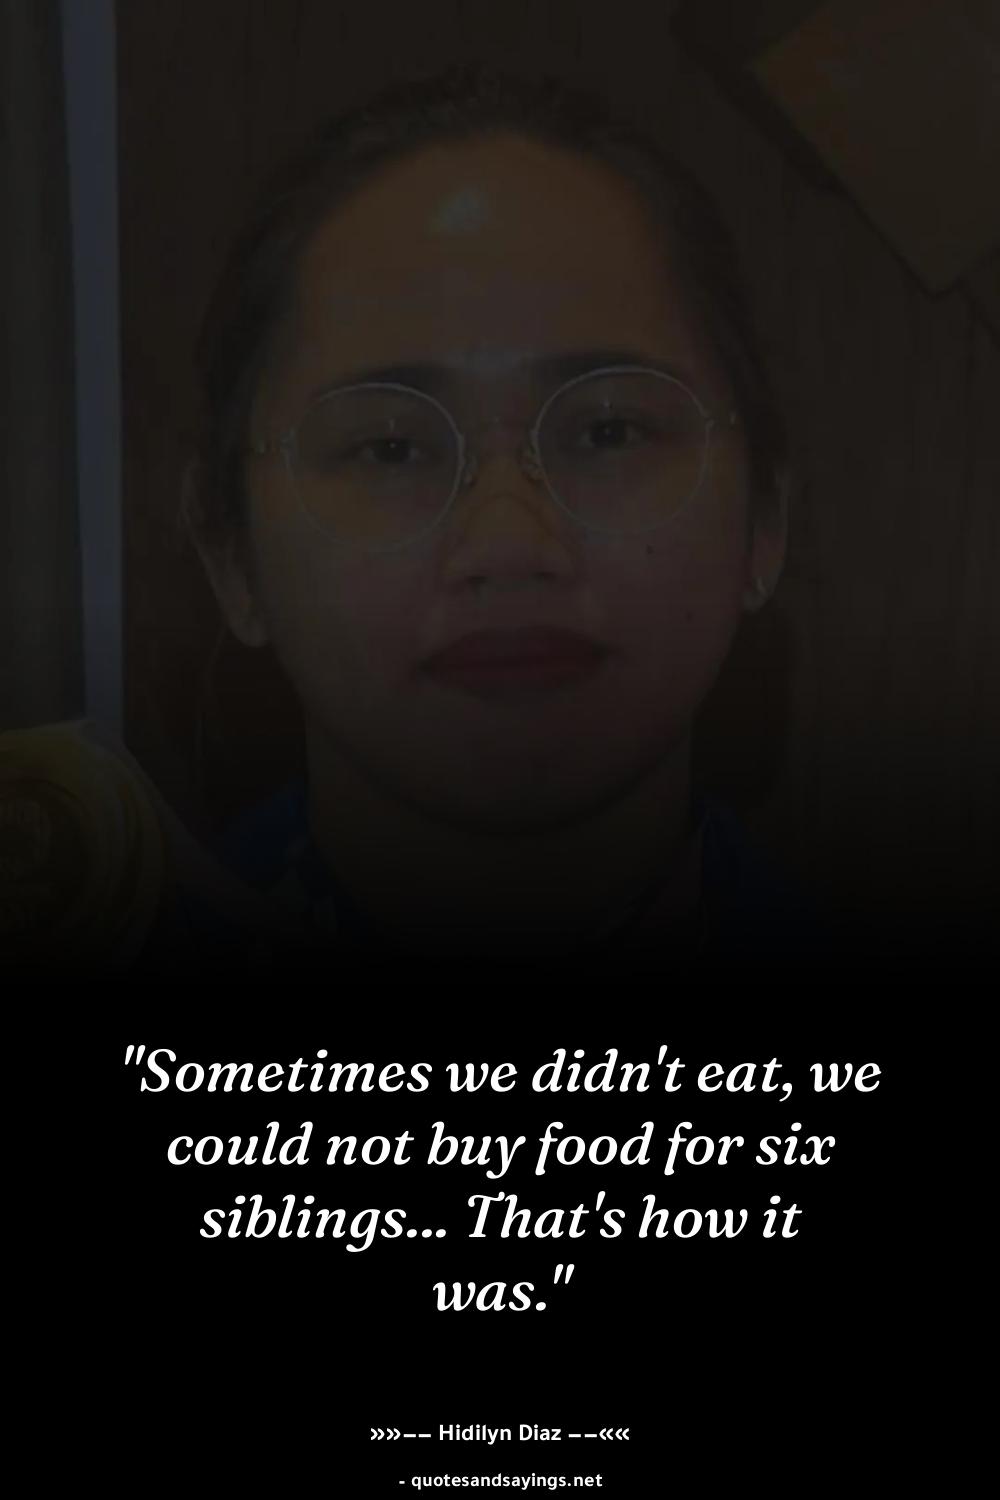 "Sometimes we didn't eat, we
could not buy food for six
siblings... That's how it
was."
»»−− Hidilyn Diaz −−««
- quotesandsayings.net